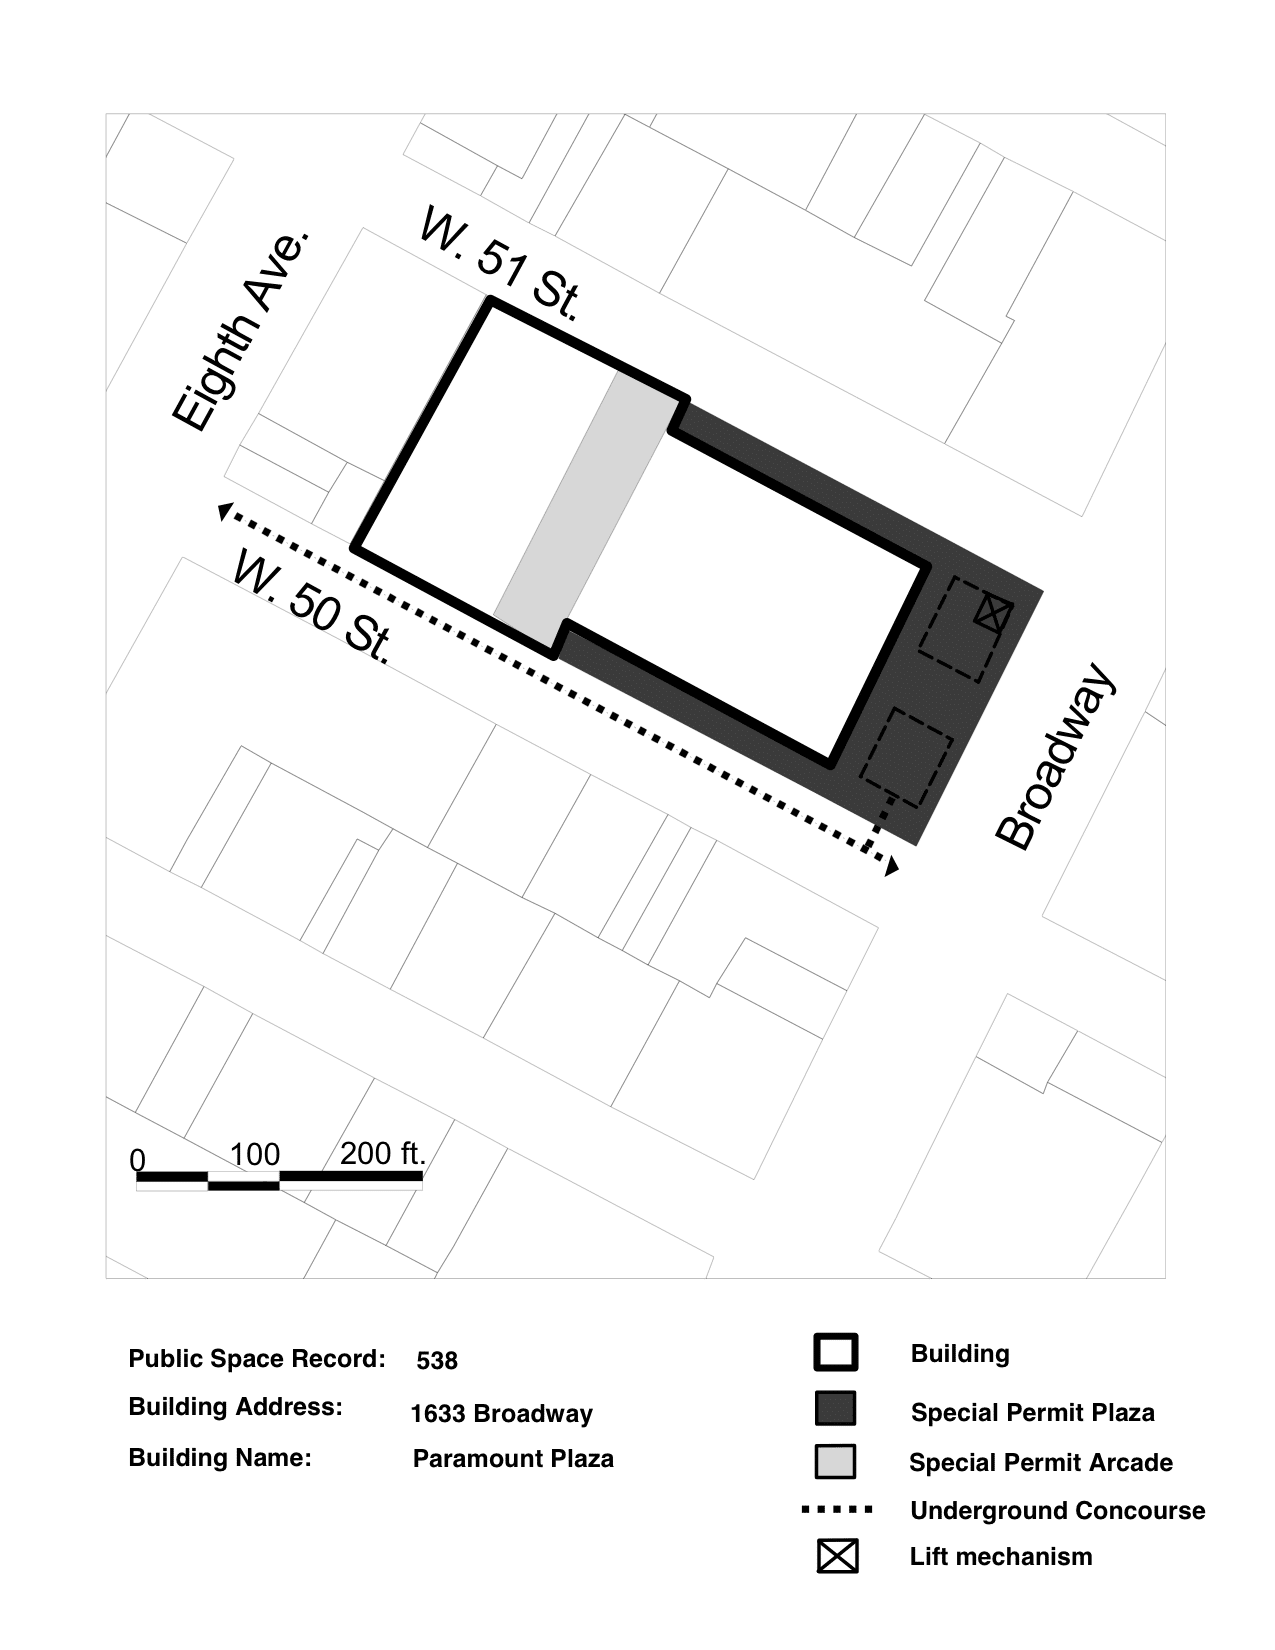 W. 51 St.
Eighth Ave.
W. 50 St.
Broadway
0 100 200 ft.
Public Space Record: 538
Building Address: 1633 Broadway
Building Name: Paramount Plaza
Building
Special Permit Plaza
Special Permit Arcade
Underground Concourse
Lift mechanism